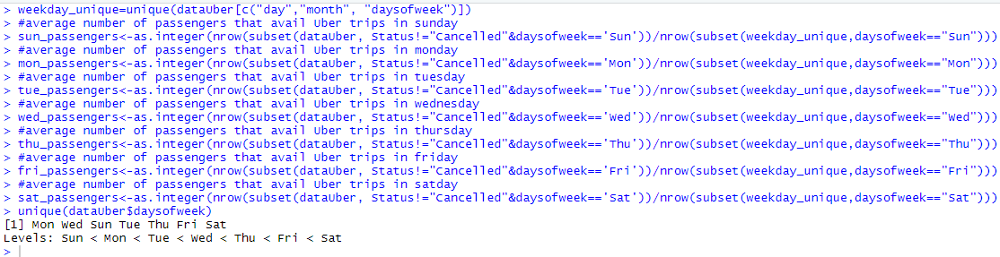 > weekday_unique=unique(dataUber[c("day","month", "daysofweek")])
> #average number of passengers that avail Uber trips in sunday
> sun_passengers<-as.integer(nrow(subset(dataUber, Status!="Cancelled"&daysofweek=='Sun'))/nrow(subset(weekday_unique,daysofweek=="Sun")))
> #average number of passengers that avail Uber trips in monday
> mon_passengers<-as.integer(nrow(subset(dataUber, Status!="Cancelled"&daysofweek=='Mon'))/nrow(subset(weekday_unique,daysofweek=="Mon")))
> #average number of passengers that avail Uber trips in tuesday
> tue_passengers<-as.integer(nrow(subset(dataUber, Status!="Cancelled"&daysofweek=='Tue'))/nrow(subset(weekday_unique,daysofweek=="Tue")))
> #average number of passengers that avail Uber trips in wednesday
> wed_passengers<-as.integer(nrow(subset(dataUber, Status!="Cancelled"&daysofweek=='Wed'))/nrow(subset(weekday_unique,daysofweek=="Wed")))
> #average number of passengers that avail Uber trips in thursday
> thu_passengers<-as.integer(nrow(subset(dataUber, Status!="Cancelled"&daysofweek=='Thu'))/nrow(subset(weekday_unique,daysofweek=="Thu")))
> #average number of passengers that avail Uber trips in friday
> fri_passengers<-as.integer(nrow(subset(dataUber, Status!="Cancelled"&daysofweek=='Fri'))/nrow(subset(weekday_unique,daysofweek=="Fri")))
> #average number of passengers that avail Uber trips in satday
> sat_passengers<-as.integer(nrow(subset(dataUber, Status!="Cancelled"&daysofweek=='Sat'))/nrow(subset(weekday_unique,daysofweek=="Sat")))
> unique(dataUber$daysofweek)
[1] Mon Wed Sun Tue Thu Fri Sat
Levels: Sun < Mon < Tue < Wed < Thu < Fri < Sat
>